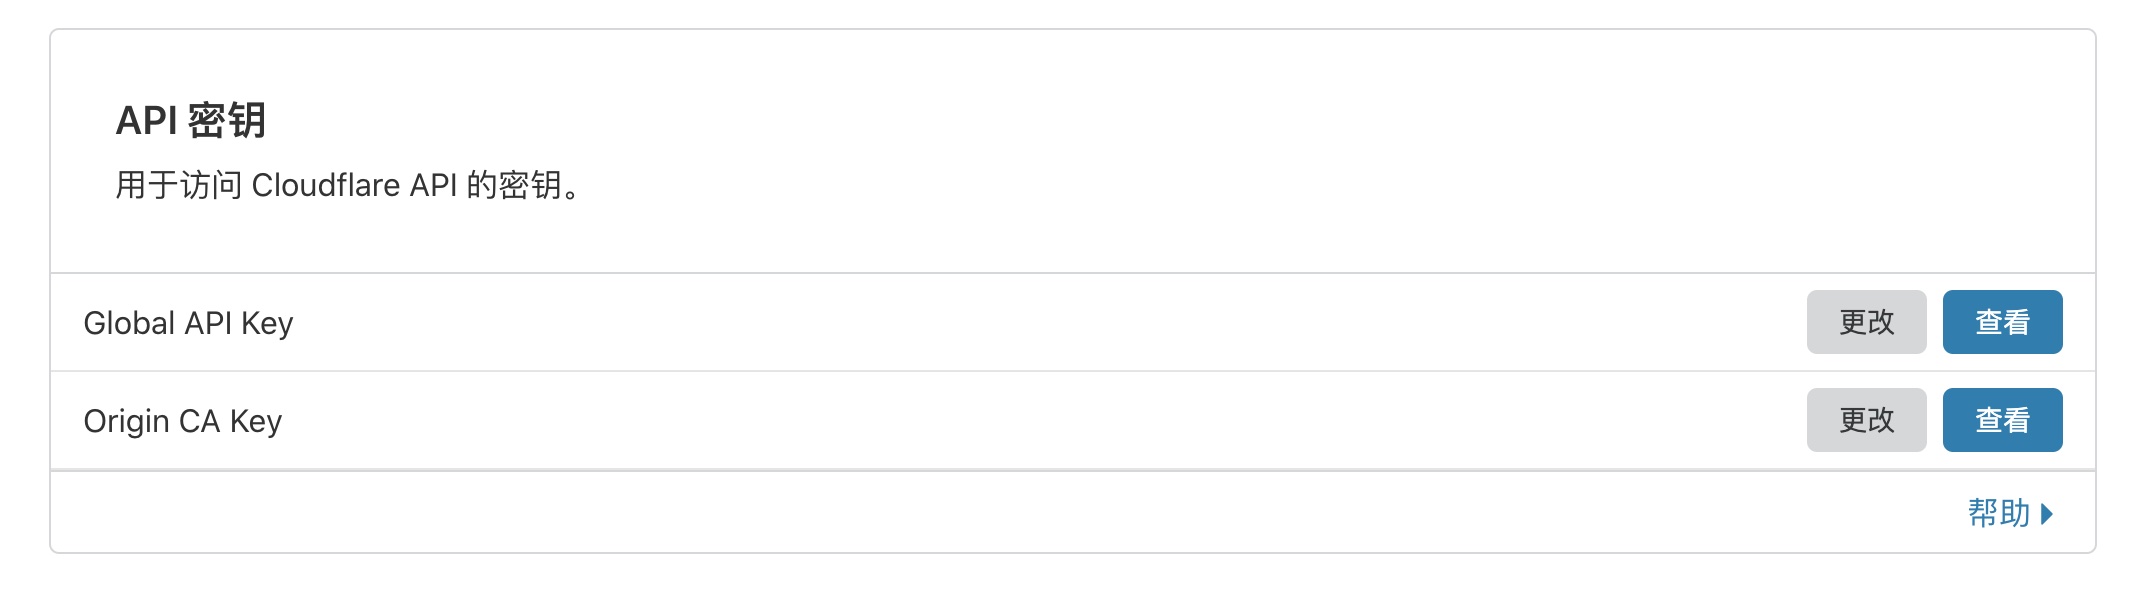 API 密钥
用于访问 Cloudflare API 的密钥。
Global API Key 更改 查看
Origin CA Key 更改 查看
帮助